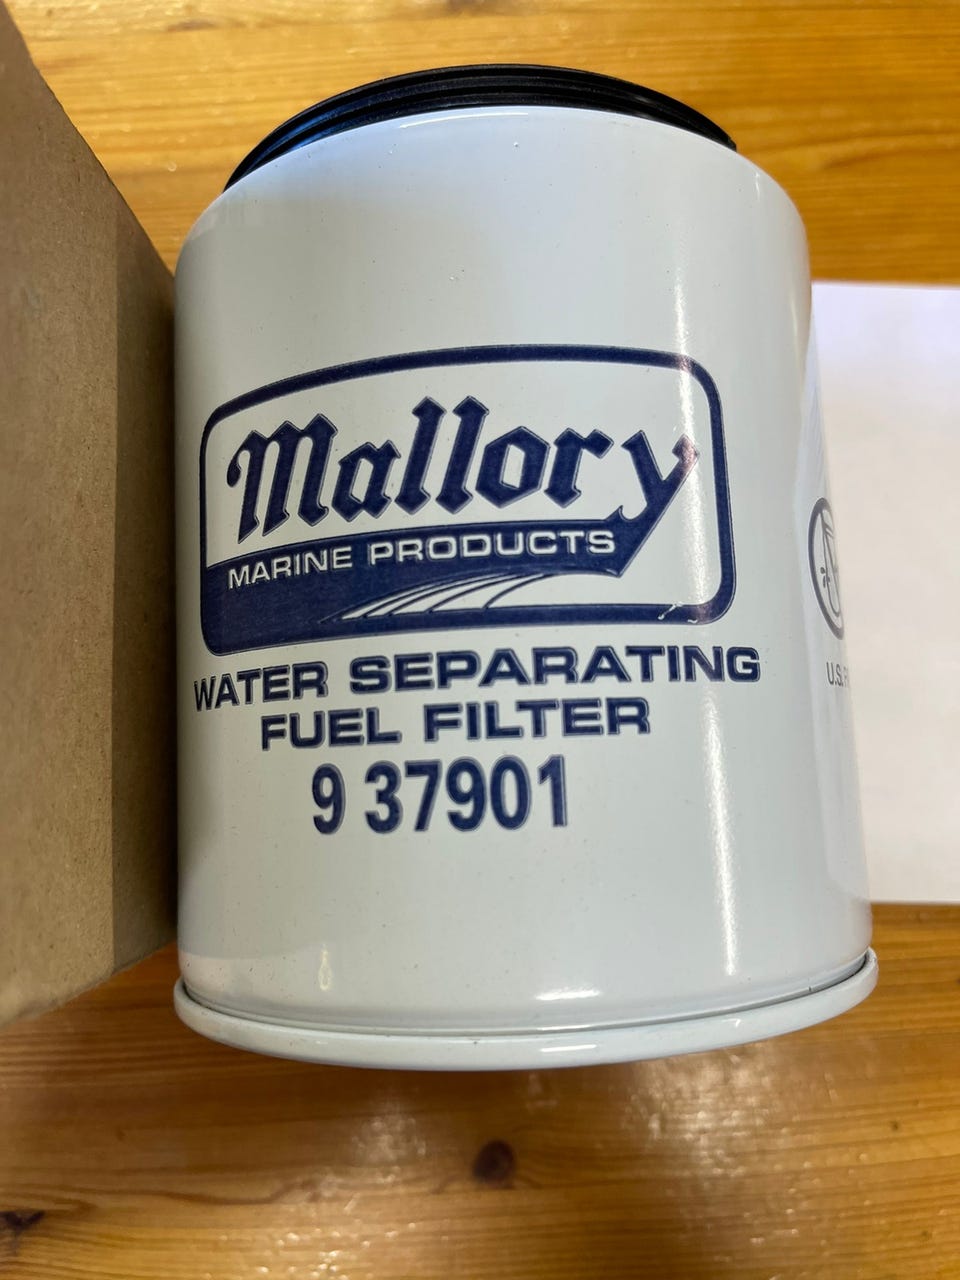 Mallory
MARINE PRODUCTS
WATER SEPARATING
FUEL FILTER
9 37901
U.S.